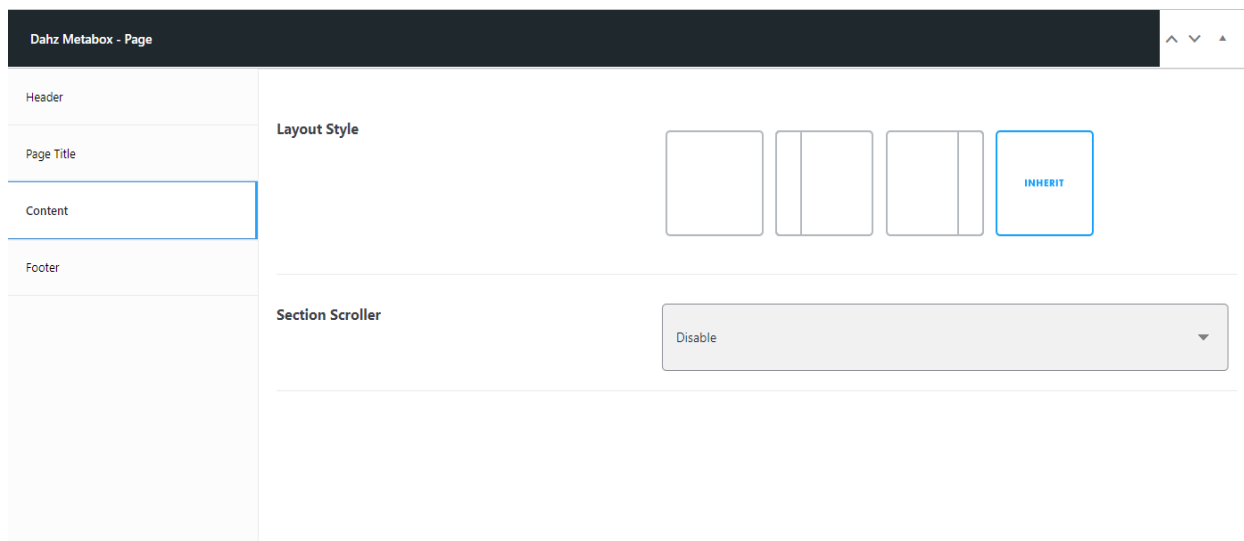 Dahz Metabox - Page
Header
Page Title
Content
Footer
Layout Style
INHERIT
Section Scroller
Disable